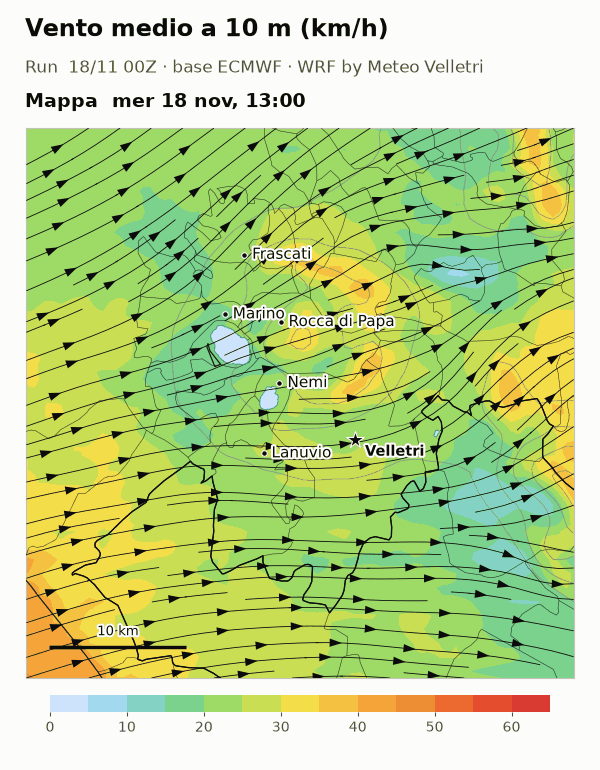 Vento medio a 10 m (km/h)
Run  18/11 00Z · base ECMWF · WRF by Meteo Velletri
Mappa  mer 18 nov, 13:00
Frascati
Marino
Rocca di Papa
Nemi
Velletri
Lanuvio
10 km
0 10 20 30 40 50 60